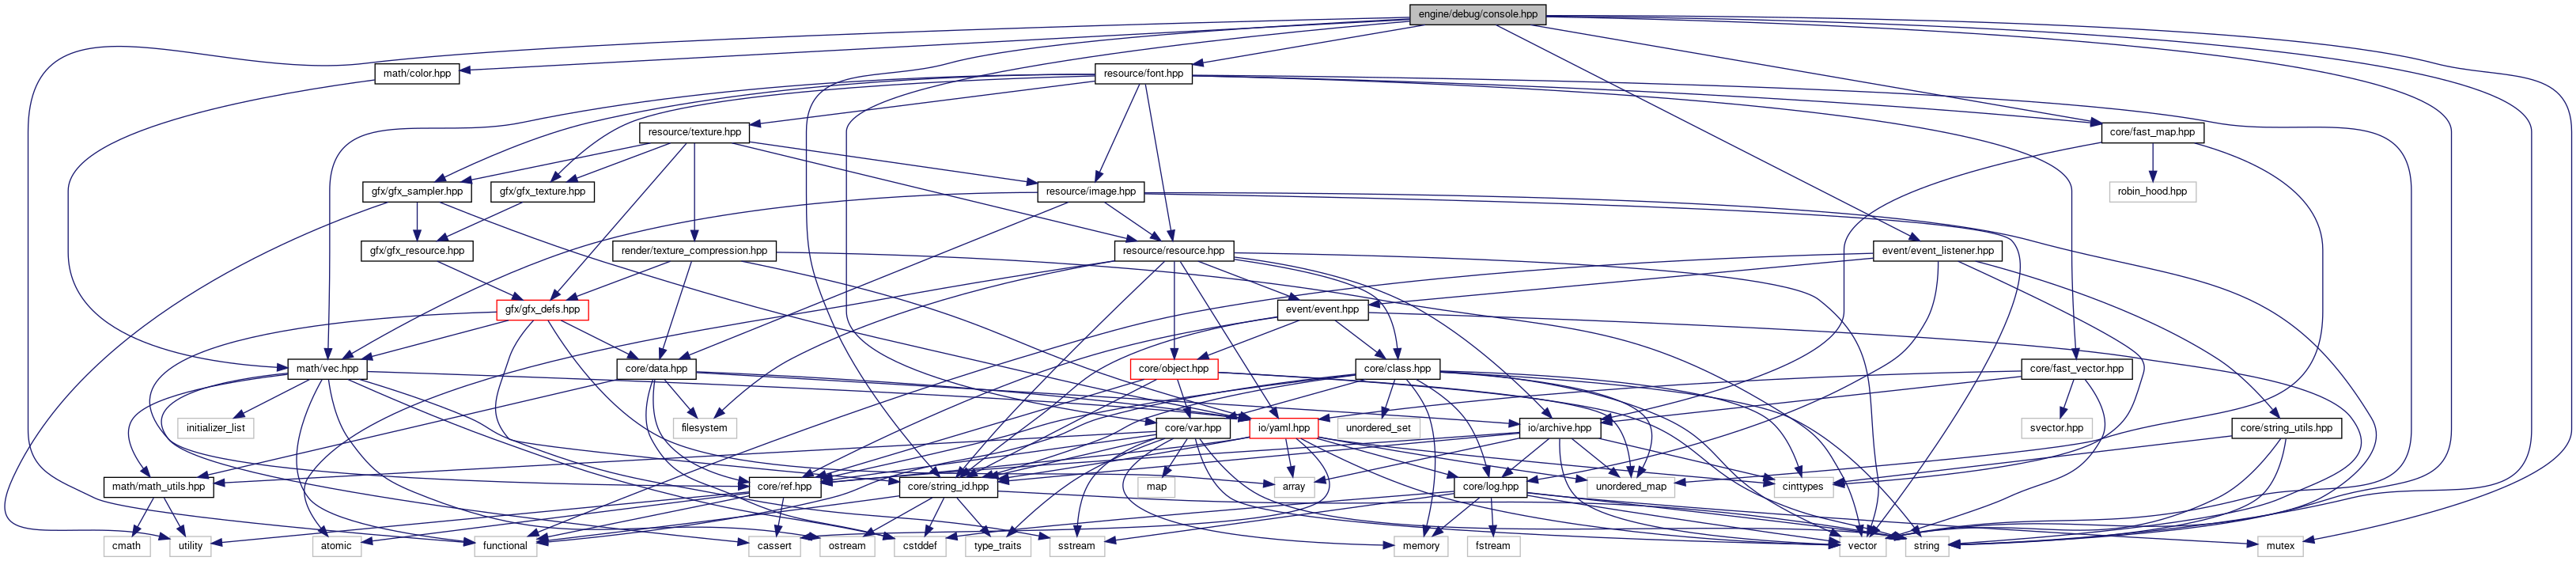 engine/debug/console.hpp
math/color.hpp
resource/font.hpp
resource/texture.hpp
core/fast_map.hpp
gfx/gfx_sampler.hpp
gfx/gfx_texture.hpp
resource/image.hpp
robin_hood.hpp
gfx/gfx_resource.hpp
render/texture_compression.hpp
resource/resource.hpp
event/event_listener.hpp
gfx/gfx_defs.hpp
event/event.hpp
math/vec.hpp
core/data.hpp
core/object.hpp
core/class.hpp
core/fast_vector.hpp
initializer_list
filesystem
core/var.hpp
io/yaml.hpp
unordered_set
io/archive.hpp
svector.hpp
core/string_utils.hpp
math/math_utils.hpp
core/ref.hpp
core/string_id.hpp
map
array
core/log.hpp
unordered_map
cinttypes
cmath
utility
atomic
functional
cassert
ostream
cstddef
type_traits
sstream
memory
fstream
vector
string
mutex